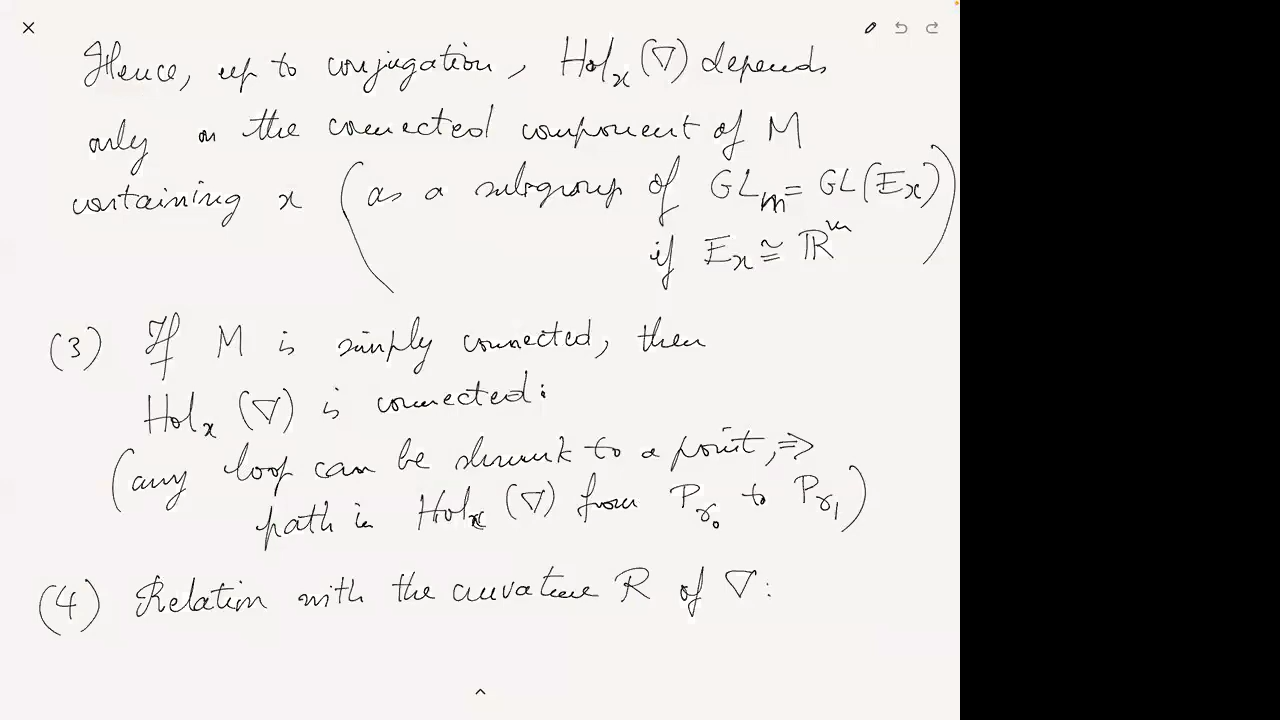 Hence, up to conjugation, Hol_x (∇) depends
only on the connected component of M
containing x (as a subgroup of GL_m = GL(E_x)
if E_x ≅ ℝ^m)
(3) If M is simply connected, then
Hol_x (∇) is connected:
(any loop can be shrunk to a point, ⇒
path in Hol_x (∇) from P_γ₀ to P_γ₁)
(4) Relation with the curvature R of ∇: